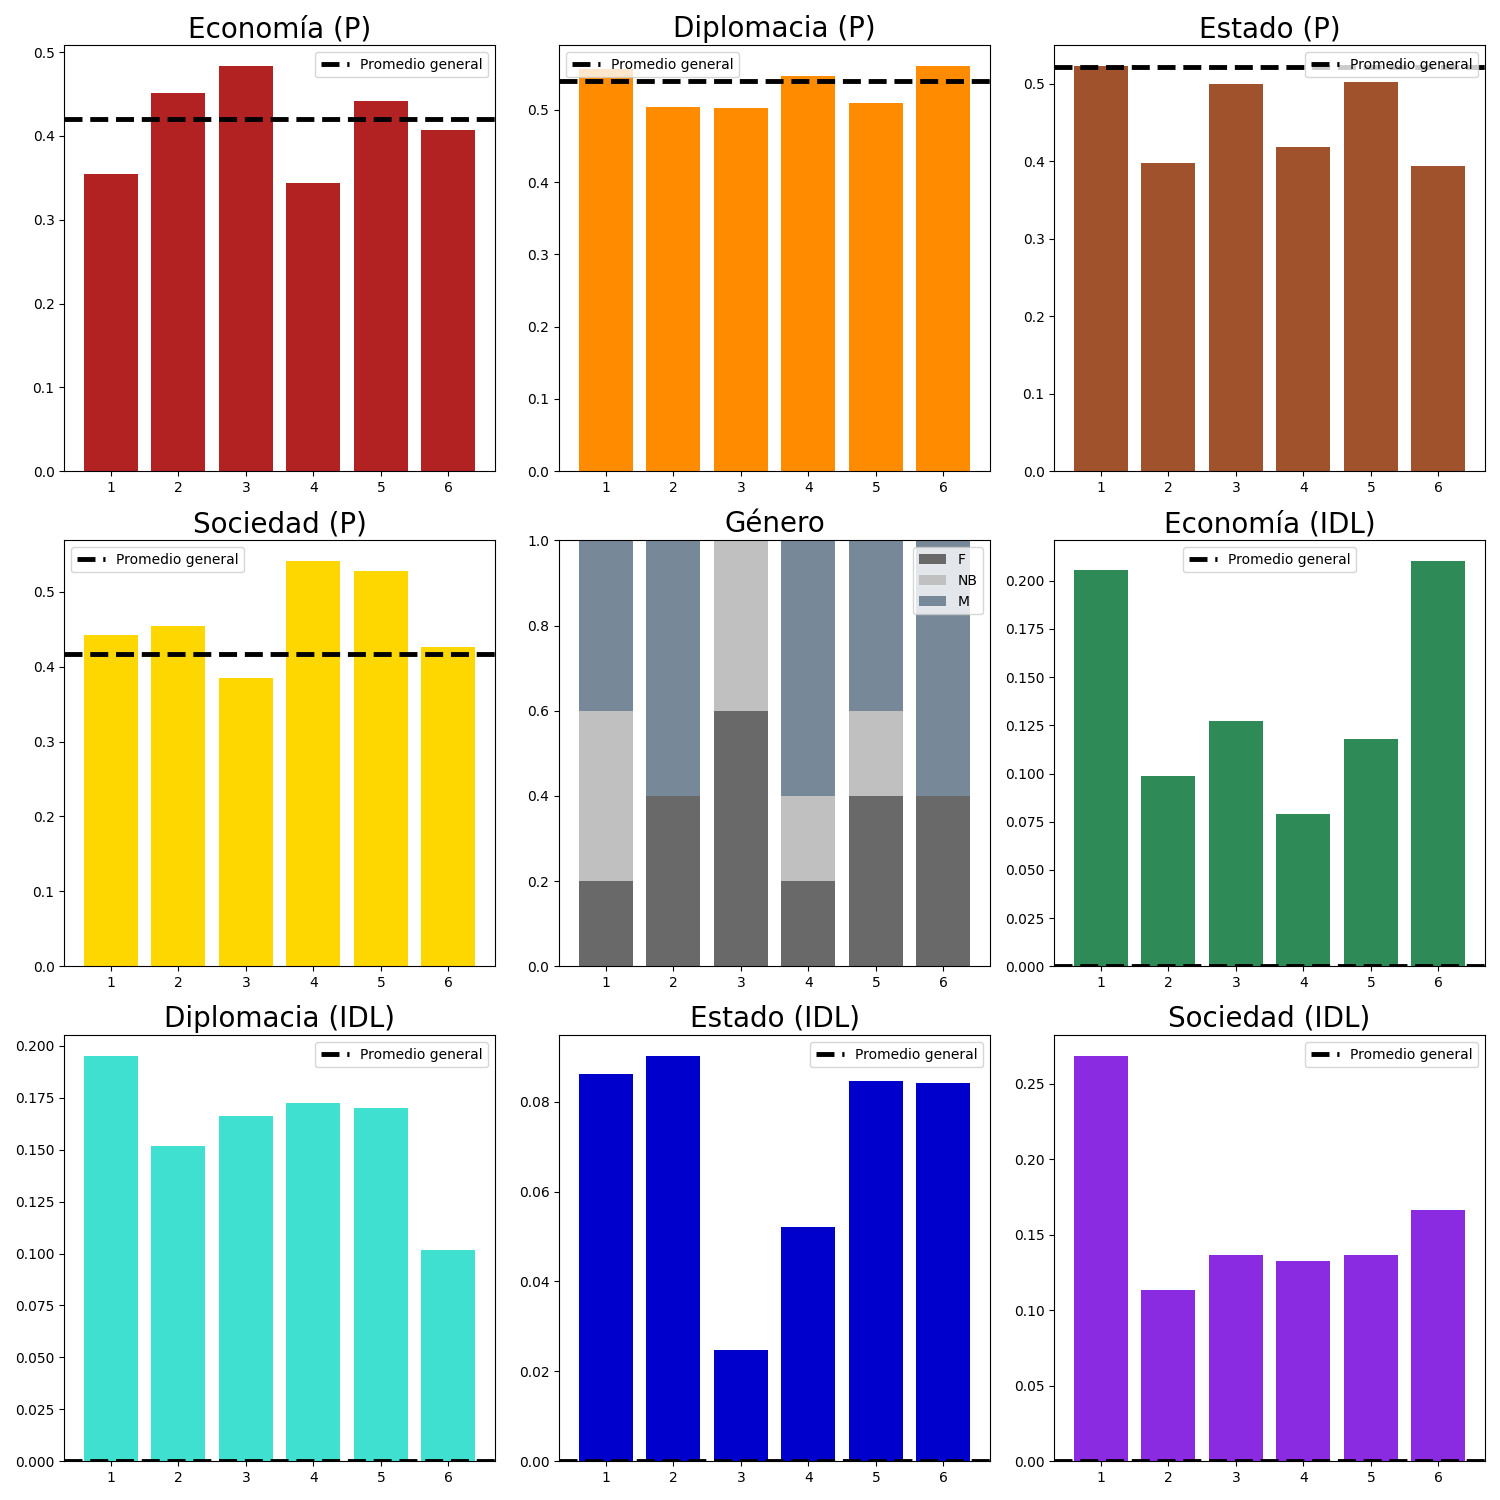 Economía (P)
Promedio general
0.5
0.4
0.3
0.2
0.1
0.0
1 2 3 4 5 6
Diplomacia (P)
Promedio general
0.5
0.4
0.3
0.2
0.1
0.0
1 2 3 4 5 6
Estado (P)
Promedio general
0.5
0.4
0.3
0.2
0.1
0.0
1 2 3 4 5 6
Sociedad (P)
Promedio general
0.5
0.4
0.3
0.2
0.1
0.0
1 2 3 4 5 6
Género
F
NB
M
1.0
0.8
0.6
0.4
0.2
0.0
1 2 3 4 5 6
Economía (IDL)
Promedio general
0.200
0.175
0.150
0.125
0.100
0.075
0.050
0.025
0.000
1 2 3 4 5 6
Diplomacia (IDL)
Promedio general
0.200
0.175
0.150
0.125
0.100
0.075
0.050
0.025
0.000
1 2 3 4 5 6
Estado (IDL)
Promedio general
0.08
0.06
0.04
0.02
0.00
1 2 3 4 5 6
Sociedad (IDL)
Promedio general
0.25
0.20
0.15
0.10
0.05
0.00
1 2 3 4 5 6